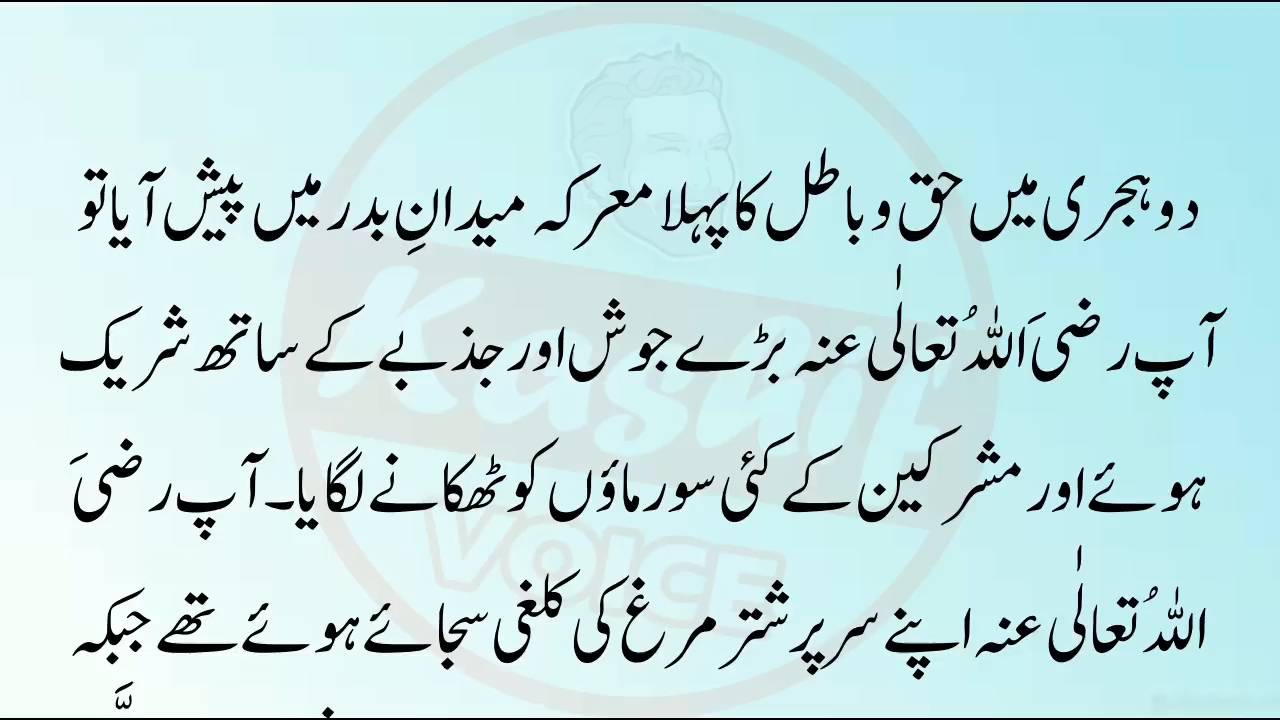 دو ہجری میں حق و باطل کا پہلا معرکہ میدانِ بدر میں پیش آیا تو
آپ رضیَ اللہُ تعالٰی عنہ بڑے جوش اور جذبے کے ساتھ شریک
ہوئے اور مشرکین کے کئی سورماؤں کو ٹھکانے لگایا۔ آپ رضیَ
اللہُ تعالٰی عنہ اپنے سر پر شتر مرغ کی کلغی سجائے ہوئے تھے جبکہ
Kashif
VOICE